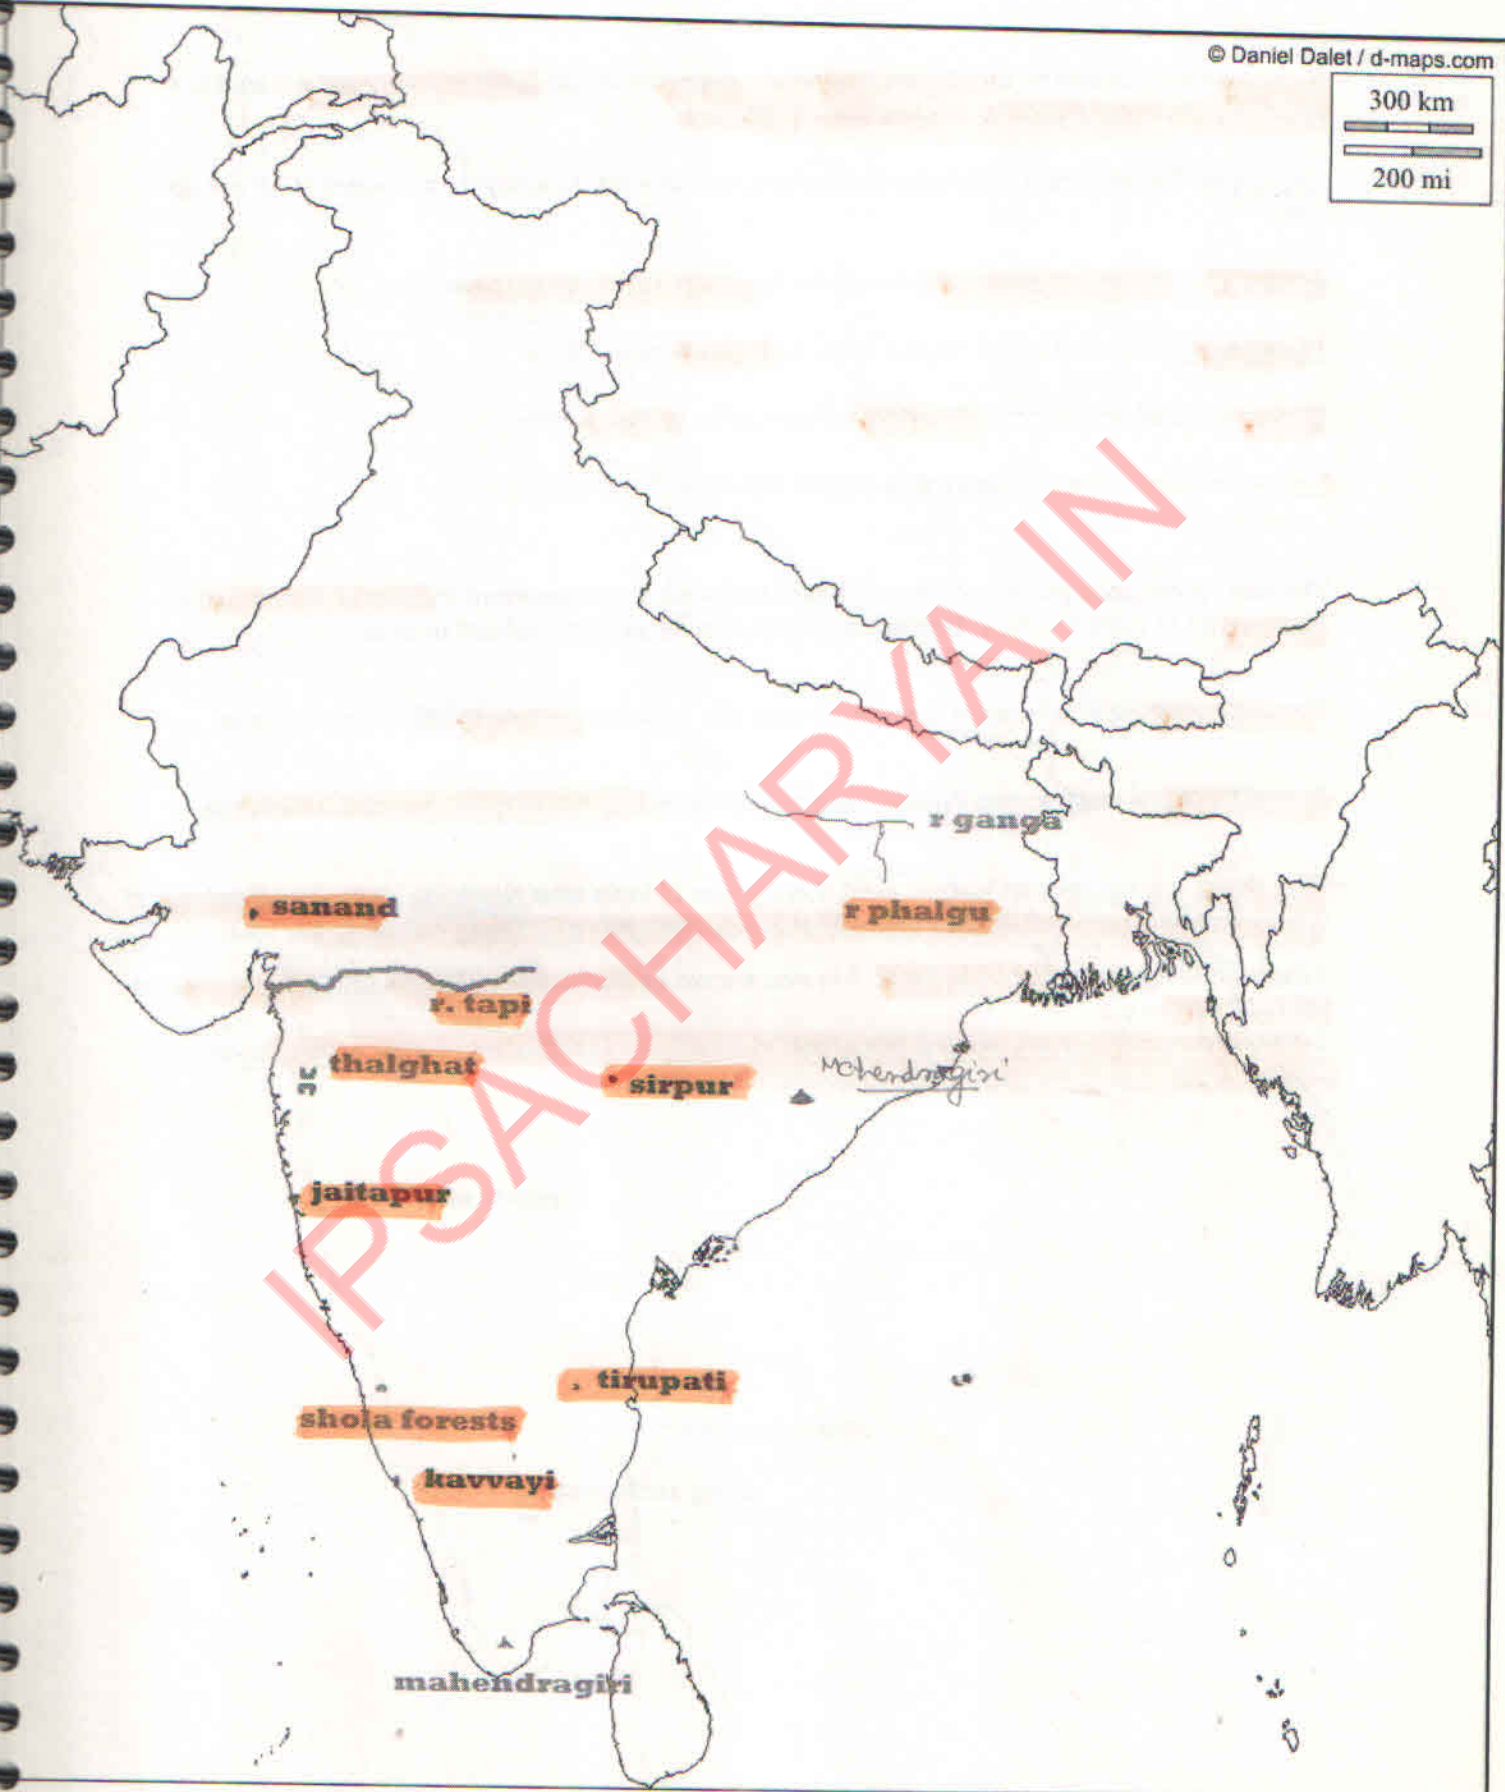 © Daniel Dalet / d-maps.com
300 km
200 mi
r ganga
sanand
r phalgu
r. tapi
thalghat
sirpur
Mahendragiri
jaitapur
tirupati
shola forests
kavvayi
mahendragiri
IPSACHARYA.IN